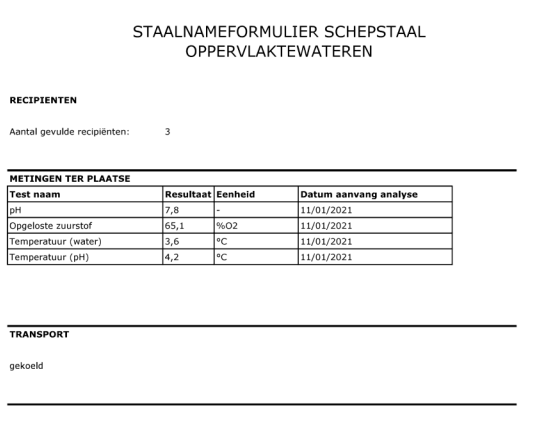 STAALNAMEFORMULIER SCHEPSTAAL
OPPERVLAKTEWATEREN
RECIPIENTEN
Aantal gevulde recipiënten: 3
METINGEN TER PLAATSE
Test naam Resultaat Eenheid Datum aanvang analyse
pH 7,8 - 11/01/2021
Opgeloste zuurstof 65,1 %O2 11/01/2021
Temperatuur (water) 3,6 °C 11/01/2021
Temperatuur (pH) 4,2 °C 11/01/2021
TRANSPORT
gekoeld